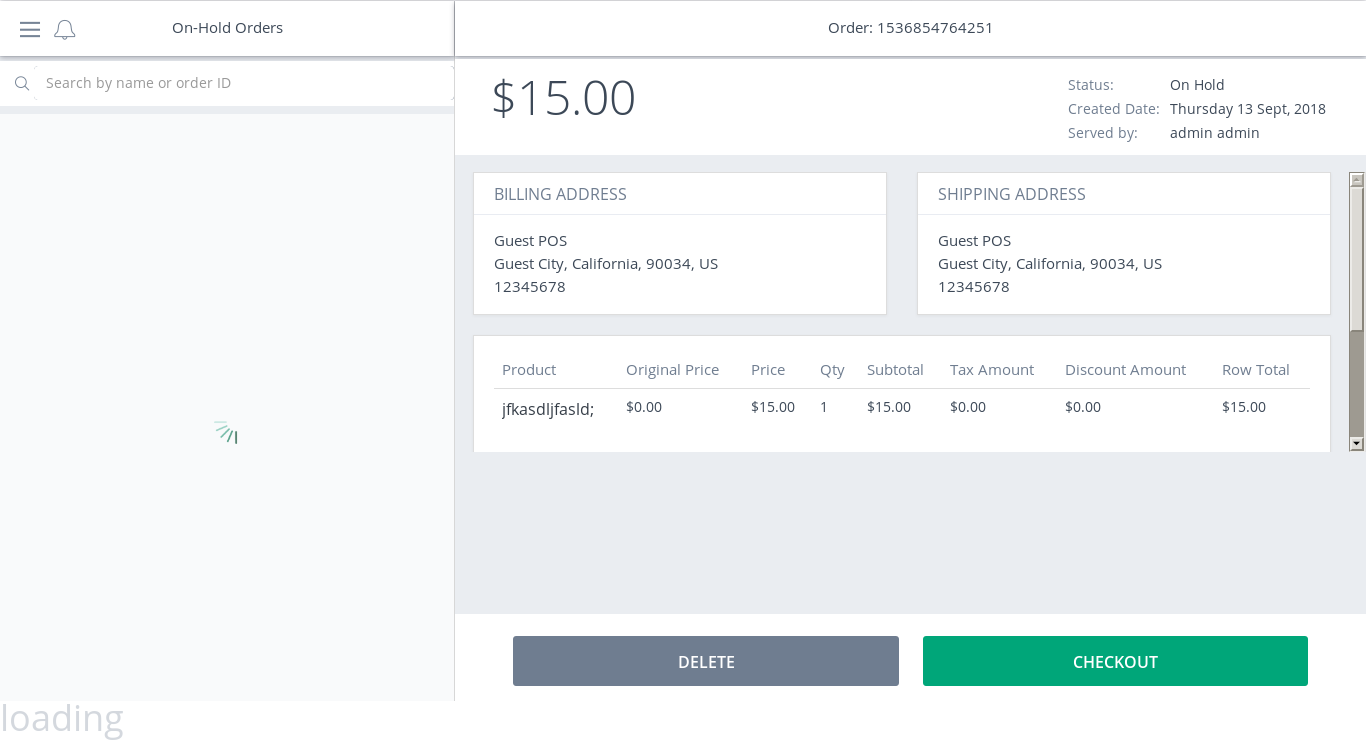 On-Hold Orders
Order: 1536854764251
Search by name or order ID
$15.00
Status: On Hold
Created Date: Thursday 13 Sept, 2018
Served by: admin admin
BILLING ADDRESS
Guest POS
Guest City, California, 90034, US
12345678
SHIPPING ADDRESS
Guest POS
Guest City, California, 90034, US
12345678
Product Original Price Price Qty Subtotal Tax Amount Discount Amount Row Total
jfkasdljfasld; $0.00 $15.00 1 $15.00 $0.00 $0.00 $15.00
DELETE CHECKOUT
loading